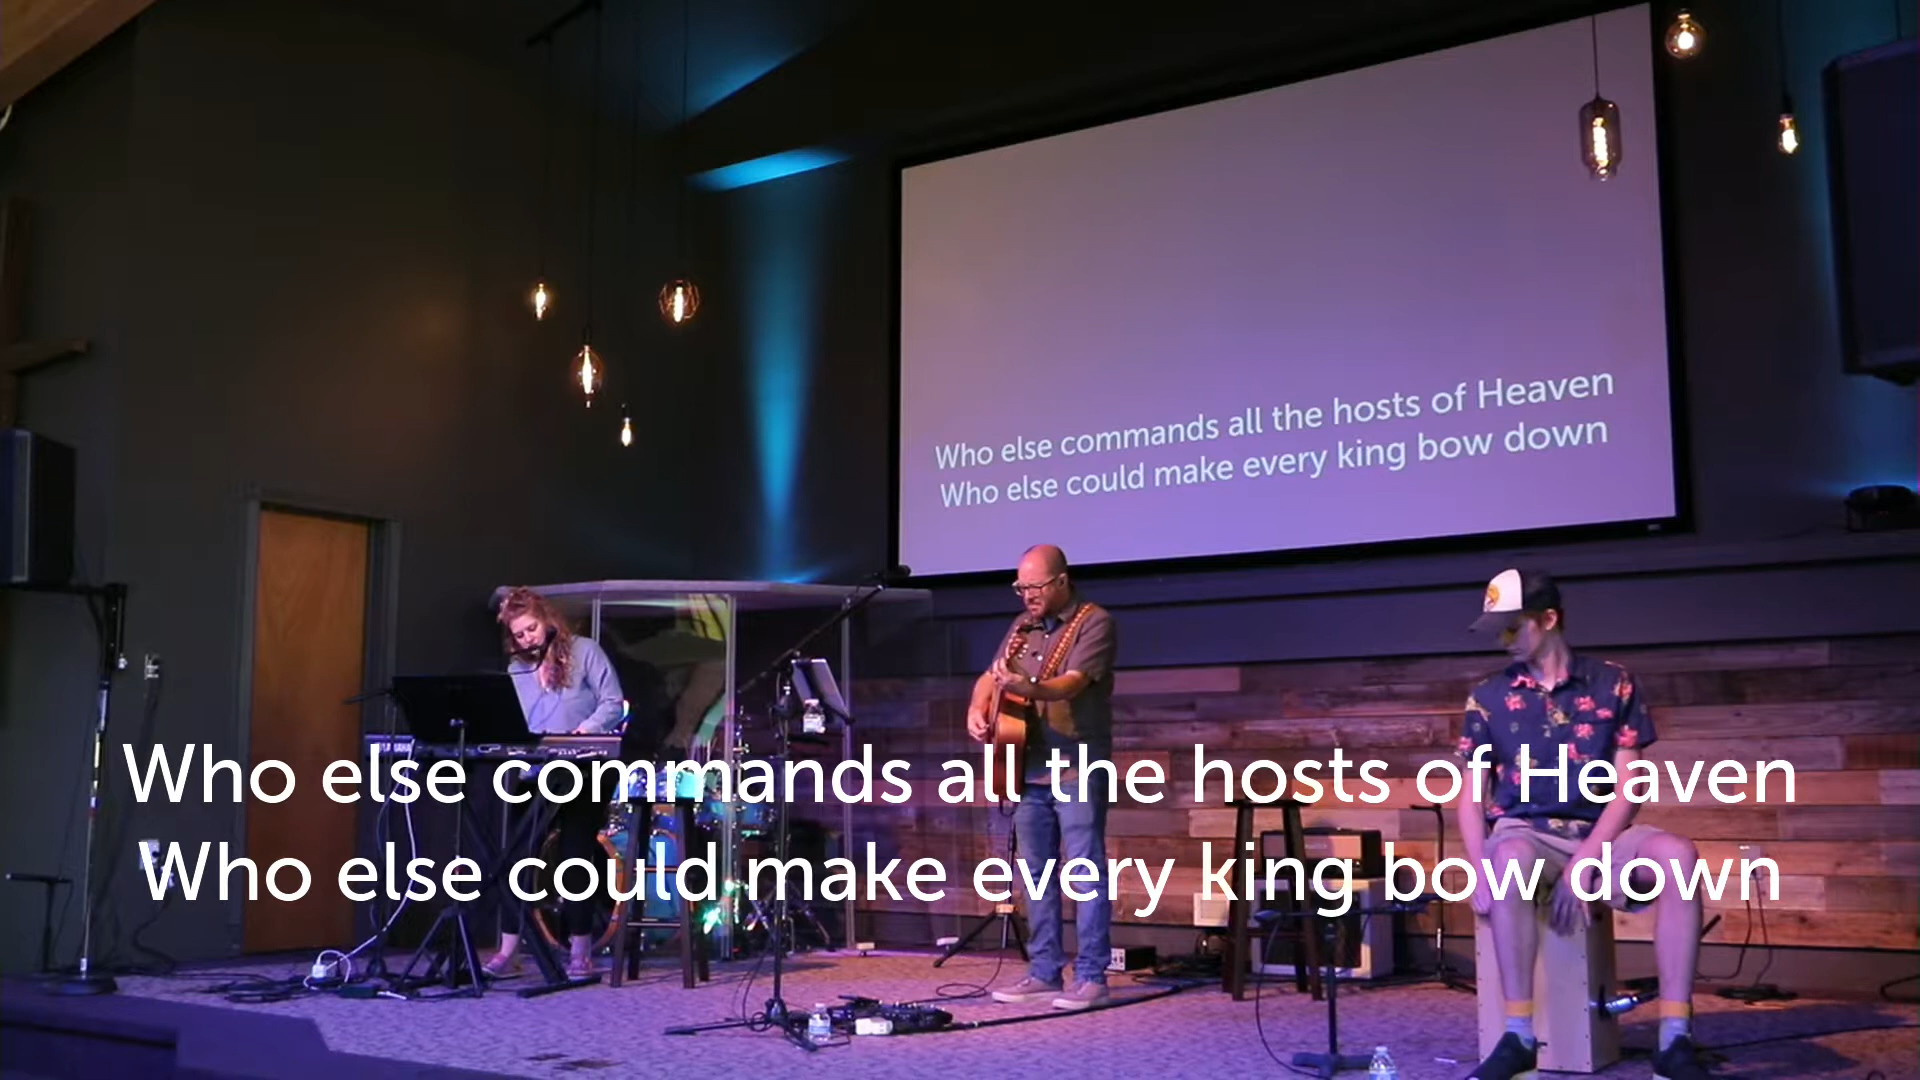 Who else commands all the hosts of Heaven
Who else could make every king bow down
YAMAHA
Who else commands all the hosts of Heaven
Who else could make every king bow down